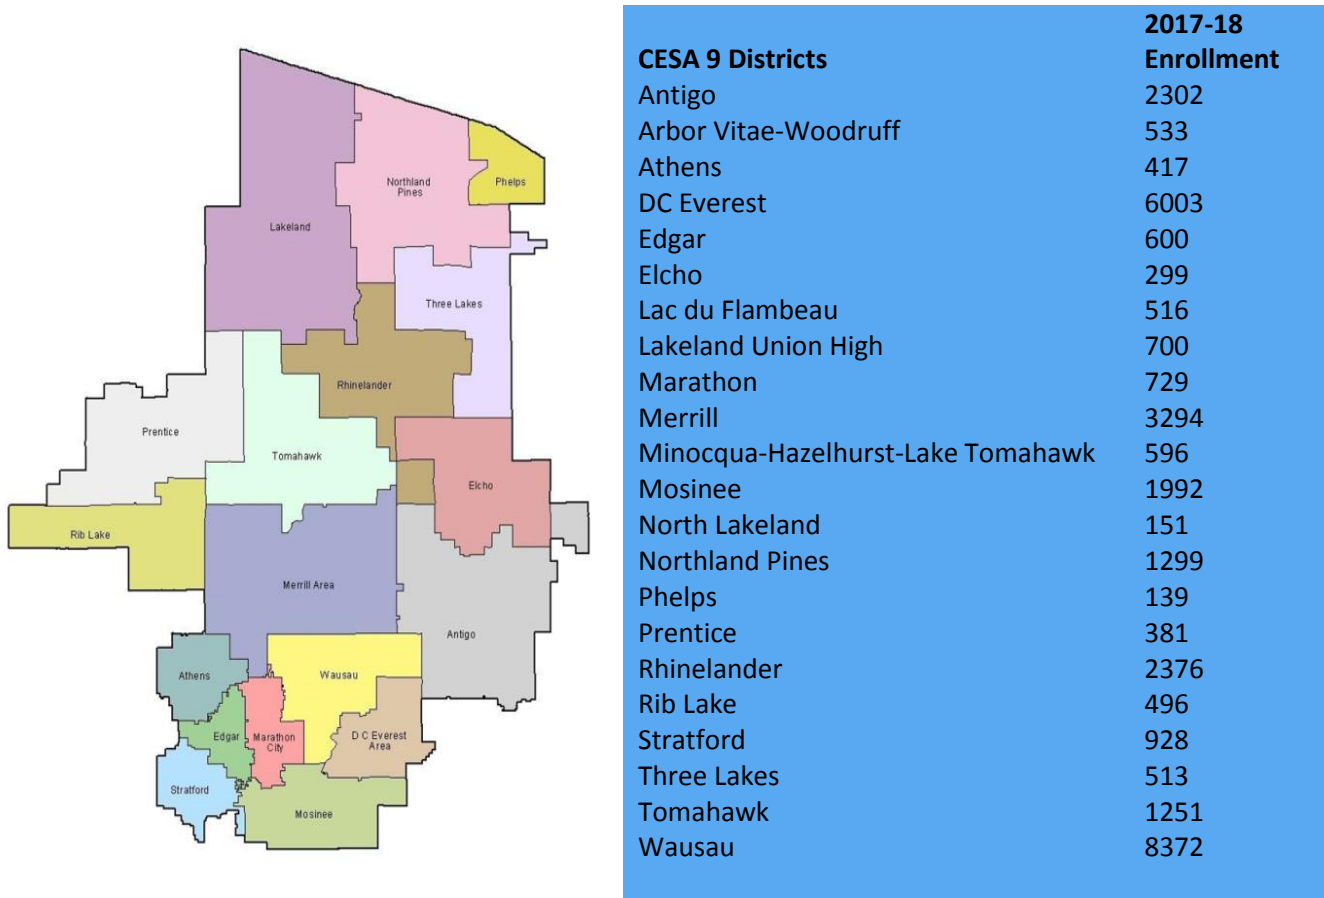 Northland
Pines
Phelps
Lakeland
Three Lakes
Rhinelander
Prentice
Tomahawk
Elcho
Rib Lake
Merrill Area
Antigo
Athens
Wausau
Edgar
Marathon
City
D C Everest
Area
Stratford
Mosinee
2017-18
CESA 9 Districts Enrollment
Antigo 2302
Arbor Vitae-Woodruff 533
Athens 417
DC Everest 6003
Edgar 600
Elcho 299
Lac du Flambeau 516
Lakeland Union High 700
Marathon 729
Merrill 3294
Minocqua-Hazelhurst-Lake Tomahawk 596
Mosinee 1992
North Lakeland 151
Northland Pines 1299
Phelps 139
Prentice 381
Rhinelander 2376
Rib Lake 496
Stratford 928
Three Lakes 513
Tomahawk 1251
Wausau 8372